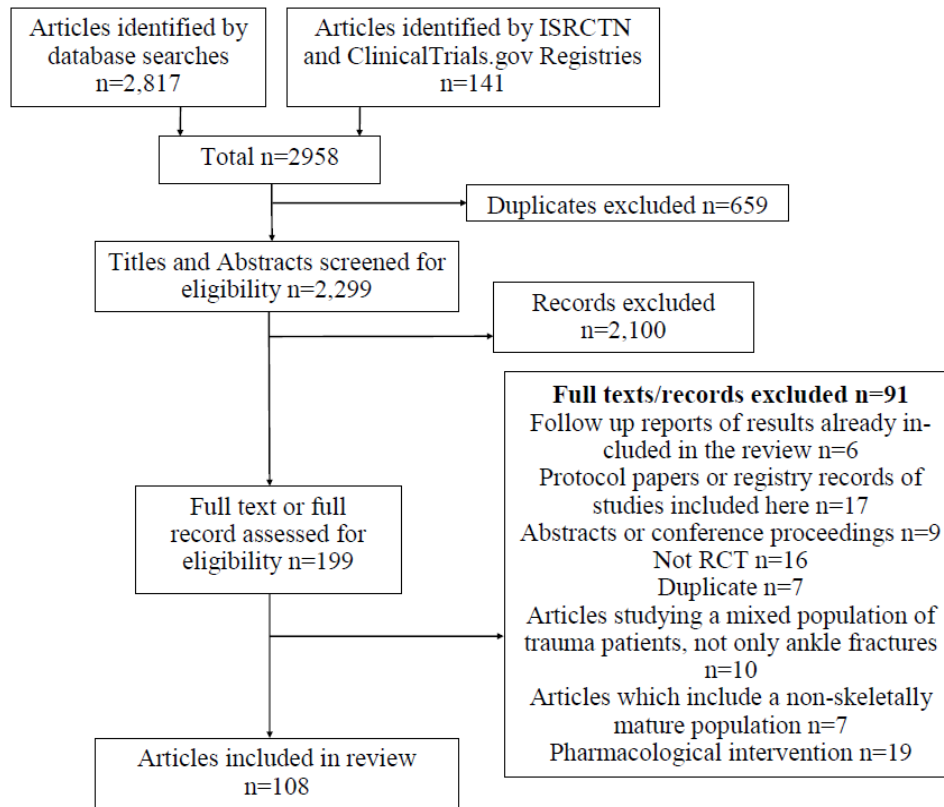 Articles identified by
database searches
n=2,817
Articles identified by ISRCTN
and ClinicalTrials.gov Registries
n=141
Total n=2958
Duplicates excluded n=659
Titles and Abstracts screened for
eligibility n=2,299
Records excluded
n=2,100
Full texts/records excluded n=91
Follow up reports of results already in-
cluded in the review n=6
Protocol papers or registry records of
studies included here n=17
Abstracts or conference proceedings n=9
Not RCT n=16
Duplicate n=7
Articles studying a mixed population of
trauma patients, not only ankle fractures
n=10
Articles which include a non-skeletally
mature population n=7
Pharmacological intervention n=19
Full text or full
record assessed for
eligibility n=199
Articles included in review
n=108